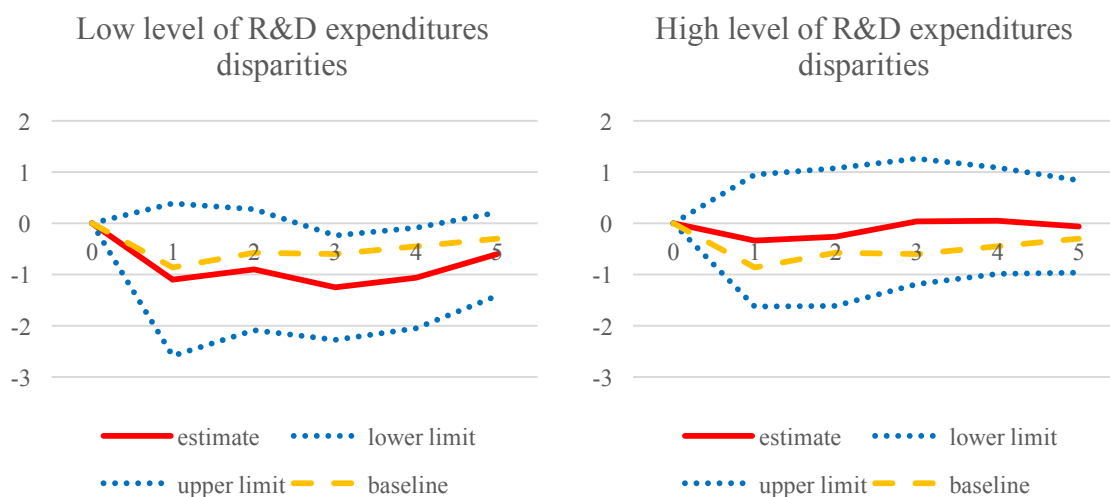 Low level of R&D expenditures
disparities
2
1
0
-1
-2
-3
0 1 2 3 4 5
estimate lower limit
upper limit baseline
High level of R&D expenditures
disparities
2
1
0
-1
-2
-3
0 1 2 3 4 5
estimate lower limit
upper limit baseline